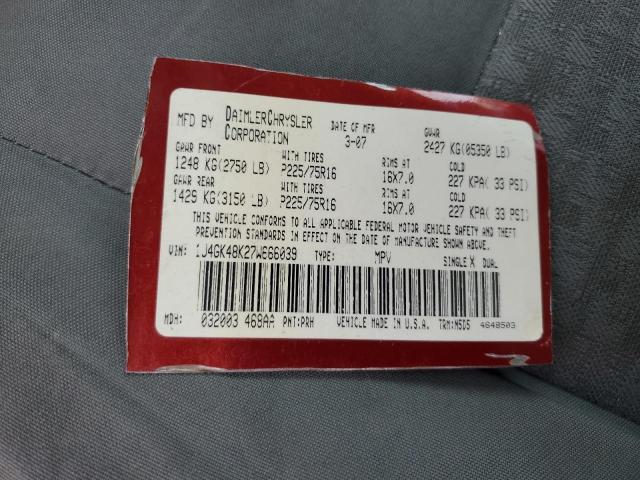 MFD BY DAIMLERCHRYSLER CORPORATION DATE OF MFR 3-07 GVWR 2427 KG(05350 LB)
GAWR FRONT WITH TIRES RIMS AT COLD
1248 KG(2750 LB) P225/75R16 16X7.0 227 KPA( 33 PSI)
GAWR REAR WITH TIRES RIMS AT COLD
1429 KG(3150 LB) P225/75R16 16X7.0 227 KPA( 33 PSI)
THIS VEHICLE CONFORMS TO ALL APPLICABLE FEDERAL MOTOR VEHICLE SAFETY AND THEFT
PREVENTION STANDARDS IN EFFECT ON THE DATE OF MANUFACTURE SHOWN ABOVE.
VIN: 1J4GK48K27W666039 TYPE: MPV SINGLE X DUAL
MDH: 032003 468AA PNT:PRH VEHICLE MADE IN U.S.A. TRM:N5D5 4648503